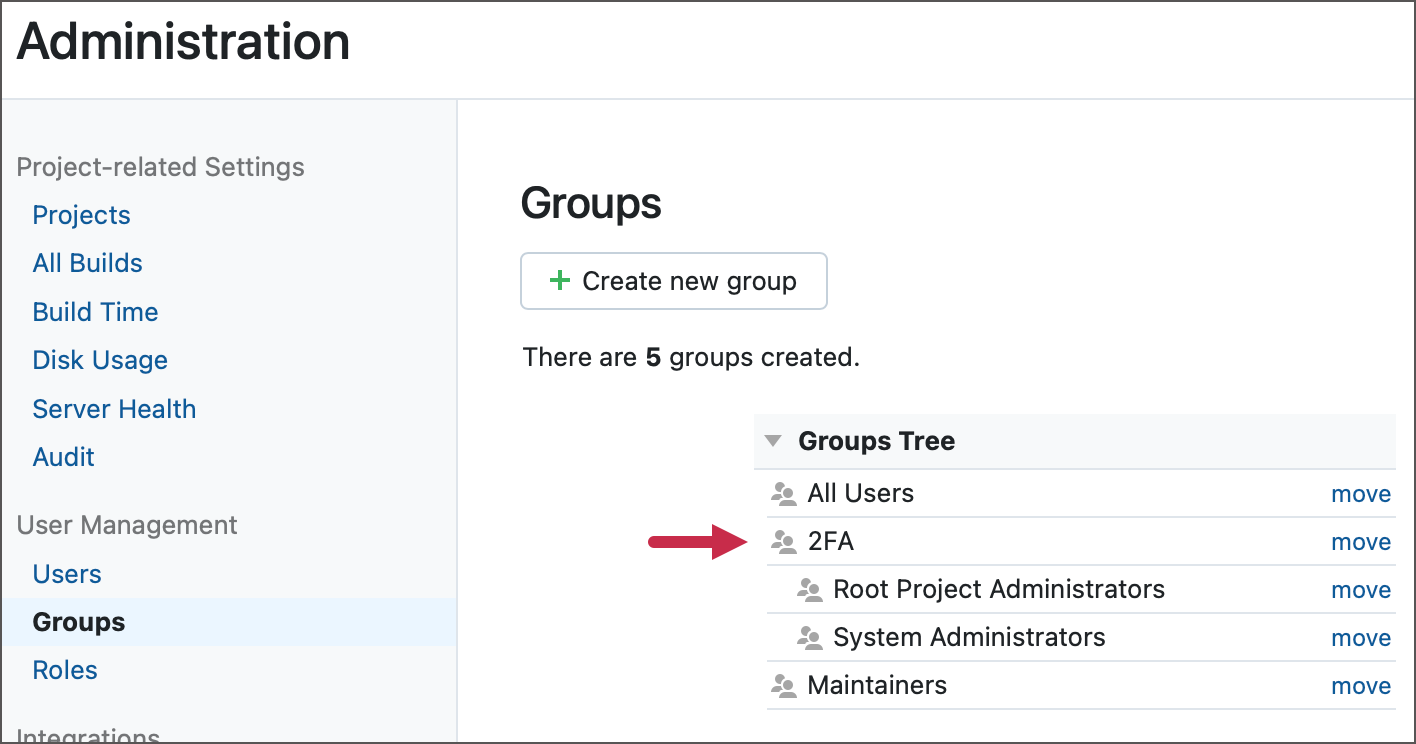 Administration
Project-related Settings
Projects
All Builds
Build Time
Disk Usage
Server Health
Audit
User Management
Users
Groups
Roles
Integrations
Groups
Create new group
There are 5 groups created.
Groups Tree
All Users move
2FA move
Root Project Administrators move
System Administrators move
Maintainers move